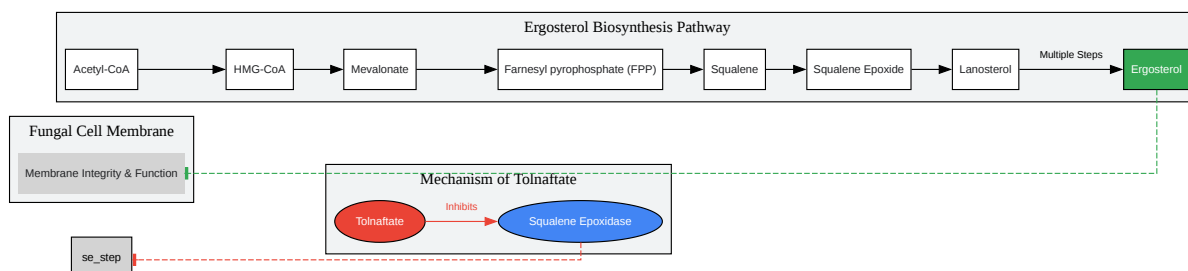 Ergosterol Biosynthesis Pathway
Acetyl-CoA
HMG-CoA
Mevalonate
Farnesyl pyrophosphate (FPP)
Squalene
Squalene Epoxide
Lanosterol
Multiple Steps
Ergosterol
Fungal Cell Membrane
Membrane Integrity & Function
Mechanism of Tolnaftate
Tolnaftate
Inhibits
Squalene Epoxidase
se_step